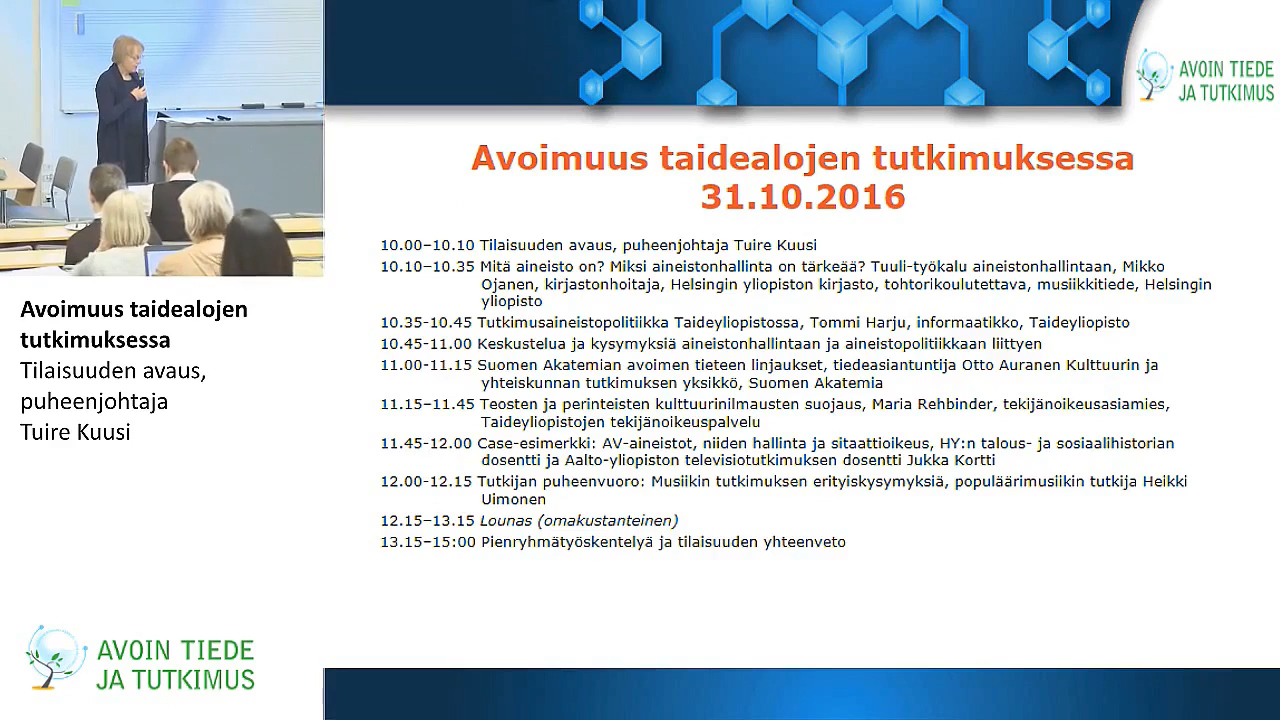 AVOIN TIEDE
JA TUTKIMUS
Avoimuus taidealojen tutkimuksessa
31.10.2016
10.00–10.10 Tilaisuuden avaus, puheenjohtaja Tuire Kuusi
10.10–10.35 Mitä aineisto on? Miksi aineistonhallinta on tärkeää? Tuuli-työkalu aineistonhallintaan, Mikko
Ojanen, kirjastonhoitaja, Helsingin yliopiston kirjasto, tohtorikoulutettava, musiikkitiede, Helsingin
yliopisto
10.35-10.45 Tutkimusaineistopolitiikka Taideyliopistossa, Tommi Harju, informaatikko, Taideyliopisto
10.45-11.00 Keskustelua ja kysymyksiä aineistonhallintaan ja aineistopolitiikkaan liittyen
11.00-11.15 Suomen Akatemian avoimen tieteen linjaukset, tiedeasiantuntija Otto Auranen Kulttuurin ja
yhteiskunnan tutkimuksen yksikkö, Suomen Akatemia
11.15–11.45 Teosten ja perinteisten kulttuurinilmausten suojaus, Maria Rehbinder, tekijänoikeusasiamies,
Taideyliopistojen tekijänoikeuspalvelu
11.45-12.00 Case-esimerkki: AV-aineistot, niiden hallinta ja sitaattioikeus, HY:n talous- ja sosiaalihistorian
dosentti ja Aalto-yliopiston televisiotutkimuksen dosentti Jukka Kortti
12.00-12.15 Tutkijan puheenvuoro: Musiikin tutkimuksen erityiskysymyksiä, populäärimusiikin tutkija Heikki
Uimonen
12.15–13.15 Lounas (omakustanteinen)
13.15–15:00 Pienryhmätyöskentelyä ja tilaisuuden yhteenveto
Avoimuus taidealojen
tutkimuksessa
Tilaisuuden avaus,
puheenjohtaja
Tuire Kuusi
AVOIN TIEDE
JA TUTKIMUS